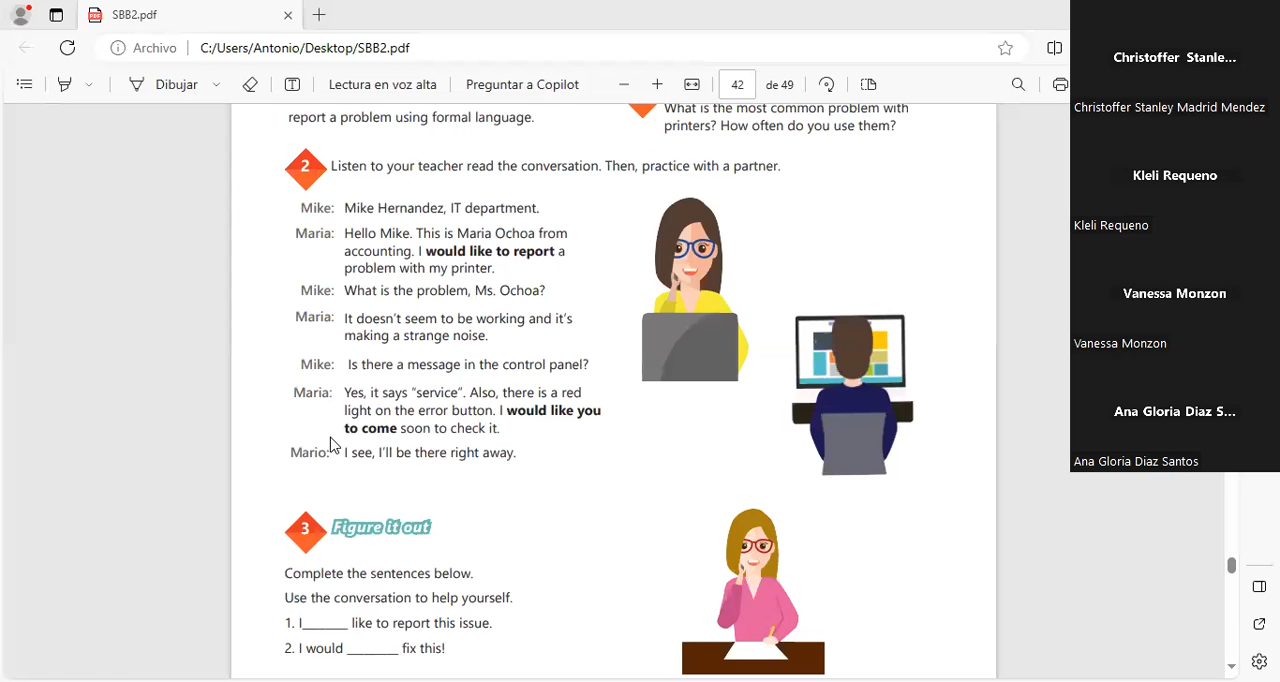 SBB2.pdf
Archivo
C:/Users/Antonio/Desktop/SBB2.pdf
Dibujar
Lectura en voz alta
Preguntar a Copilot
42
de 49
report a problem using formal language.
What is the most common problem with
printers? How often do you use them?
2
Listen to your teacher read the conversation. Then, practice with a partner.
Mike: Mike Hernandez, IT department.
Maria: Hello Mike. This is Maria Ochoa from
accounting. I would like to report a
problem with my printer.
Mike: What is the problem, Ms. Ochoa?
Maria: It doesn't seem to be working and it's
making a strange noise.
Mike: Is there a message in the control panel?
Maria: Yes, it says "service". Also, there is a red
light on the error button. I would like you
to come soon to check it.
Mario: I see, I'll be there right away.
3
Figure it out
Complete the sentences below.
Use the conversation to help yourself.
1. I_______ like to report this issue.
2. I would ________ fix this!
Christoffer Stanle...
Christoffer Stanley Madrid Mendez
Kleli Requeno
Kleli Requeno
Vanessa Monzon
Vanessa Monzon
Ana Gloria Diaz S...
Ana Gloria Diaz Santos